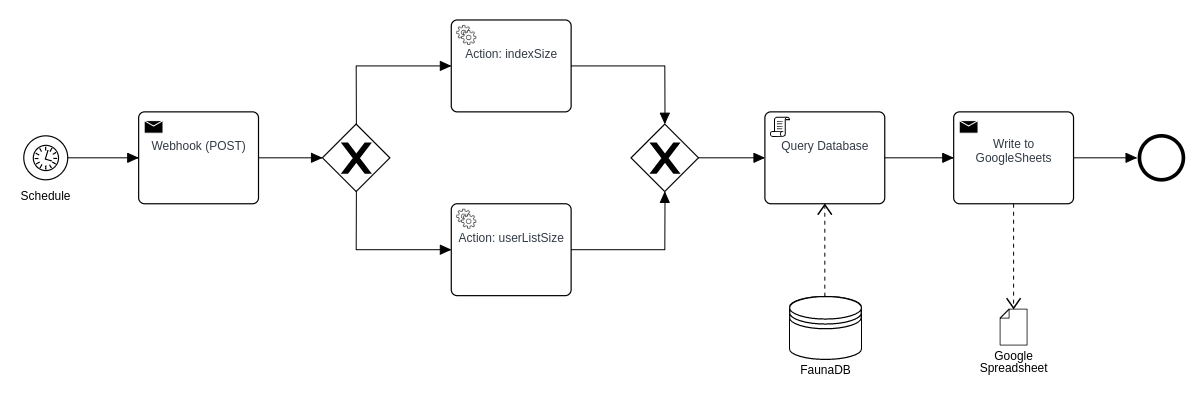 Schedule
Webhook (POST)
Action: indexSize
Action: userListSize
Query Database
Write to
GoogleSheets
FaunaDB
Google
Spreadsheet